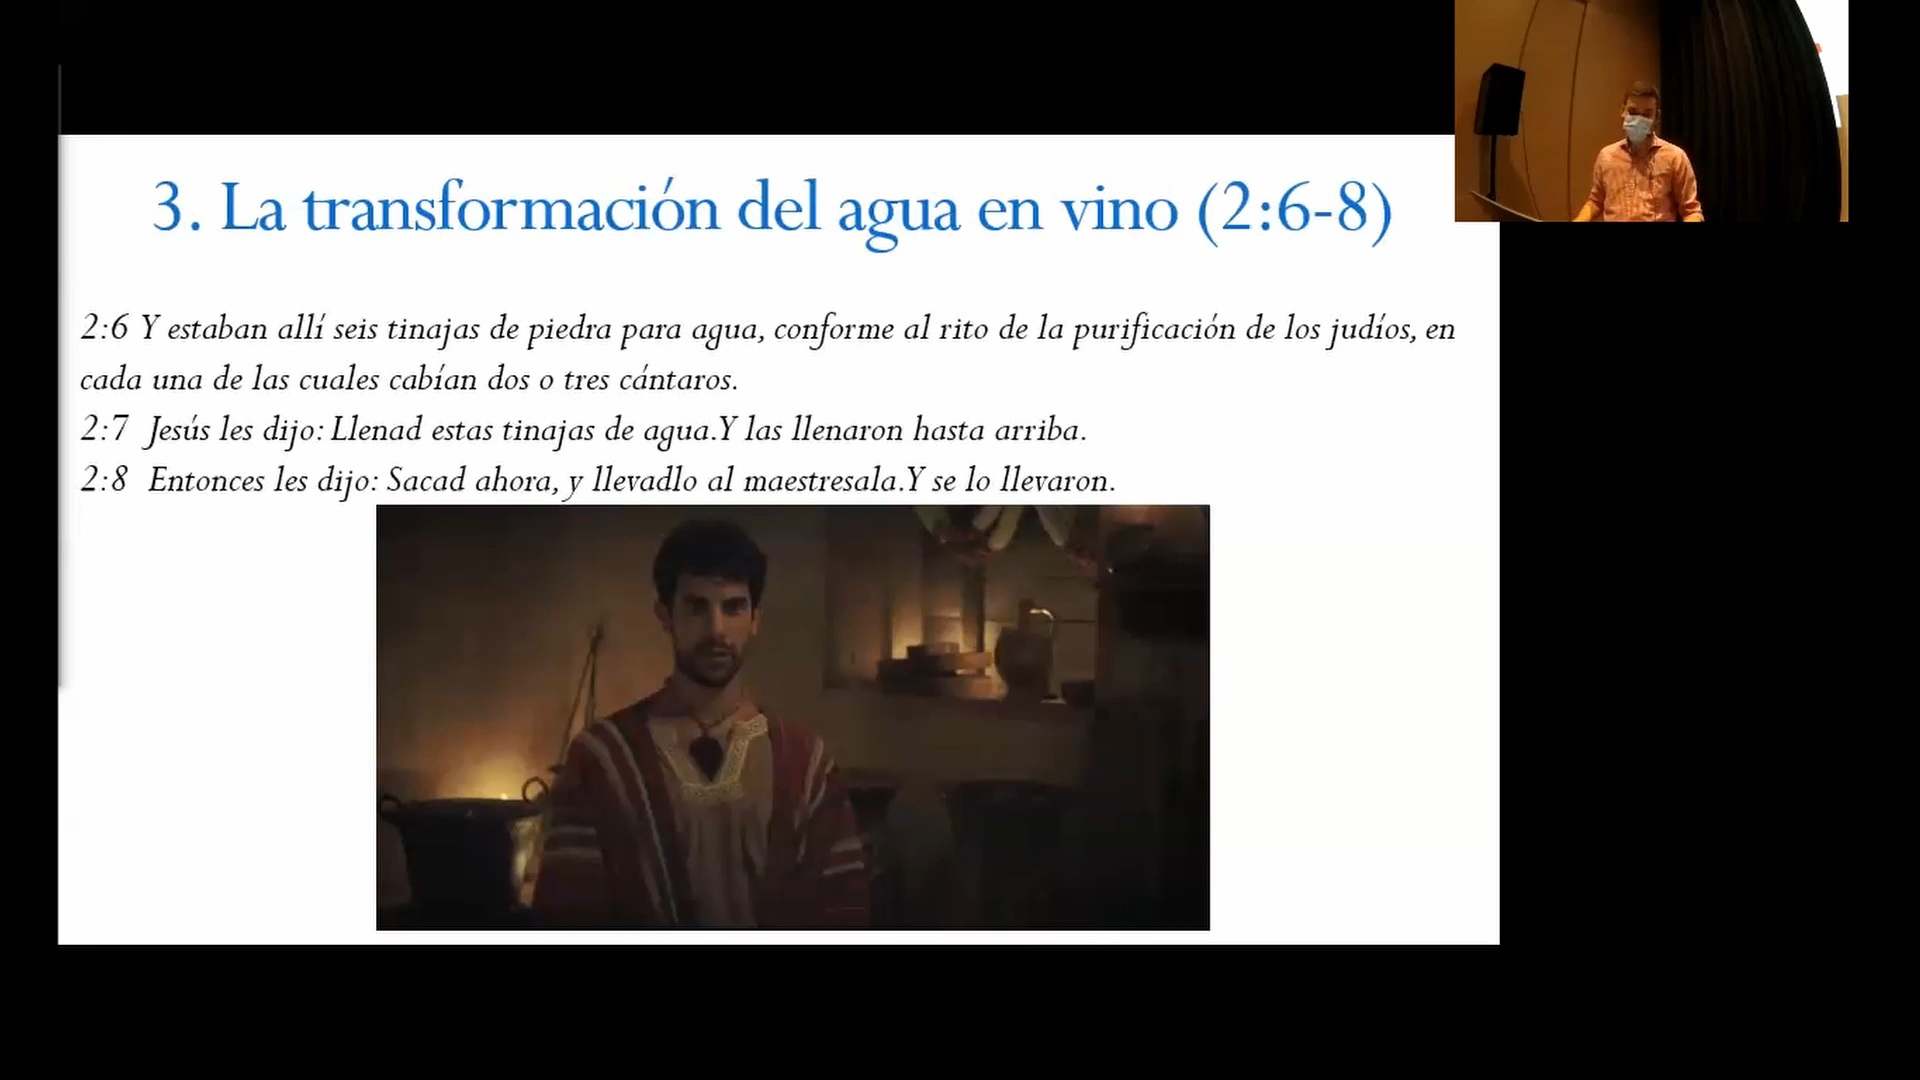 3. La transformación del agua en vino (2:6-8)
2:6 Y estaban allí seis tinajas de piedra para agua, conforme al rito de la purificación de los judíos, en
cada una de las cuales cabían dos o tres cántaros.
2:7 Jesús les dijo: Llenad estas tinajas de agua.Y las llenaron hasta arriba.
2:8 Entonces les dijo: Sacad ahora, y llevadlo al maestresala.Y se lo llevaron.